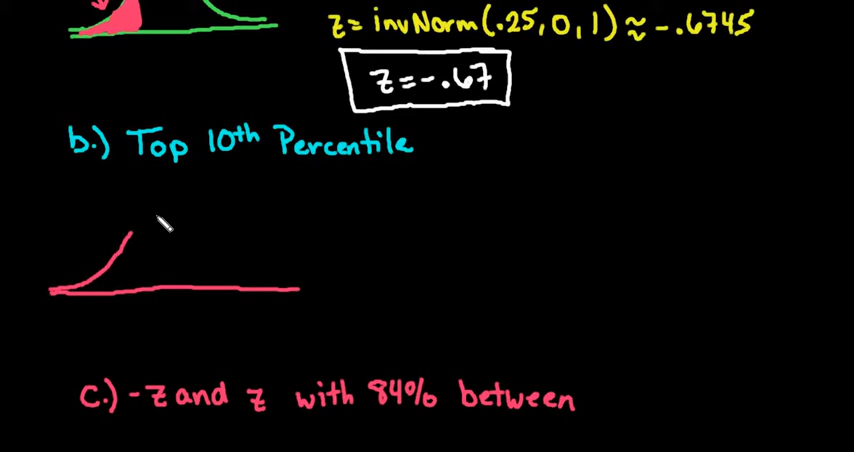 z = invNorm(.25, 0, 1) ≈ -.6745
z = -.67
b.) Top 10th Percentile
c.) -z and z with 84% between